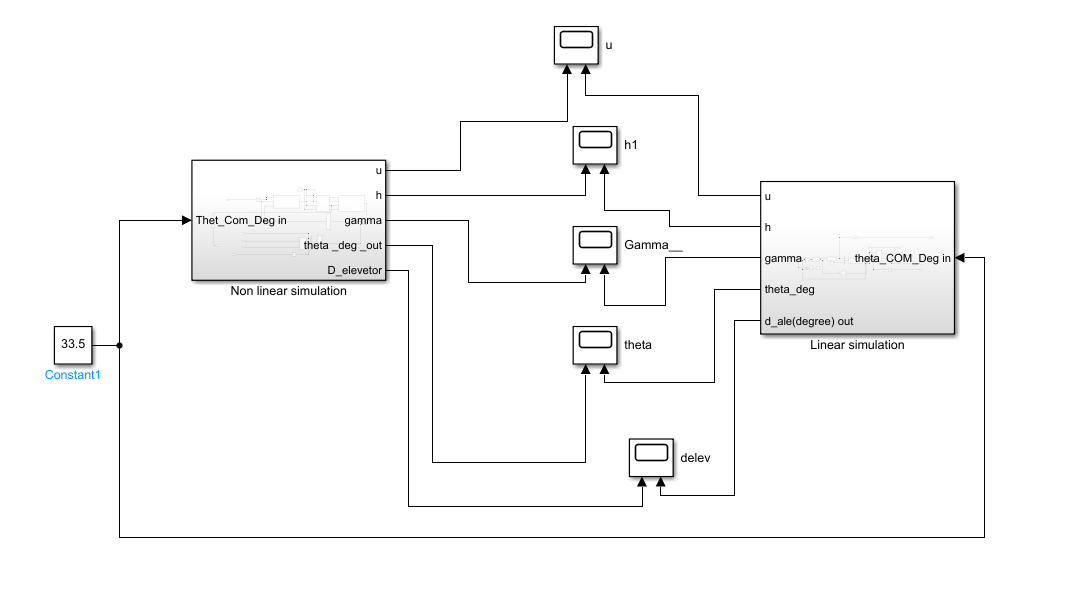 u
h1
u
h
Thet_Com_Deg in
gamma
theta _deg _out
D_elevetor
Non linear simulation
Gamma__
u
h
gamma
theta_COM_Deg in
theta_deg
d_ale(degree) out
Linear simulation
33.5
Constant1
theta
delev